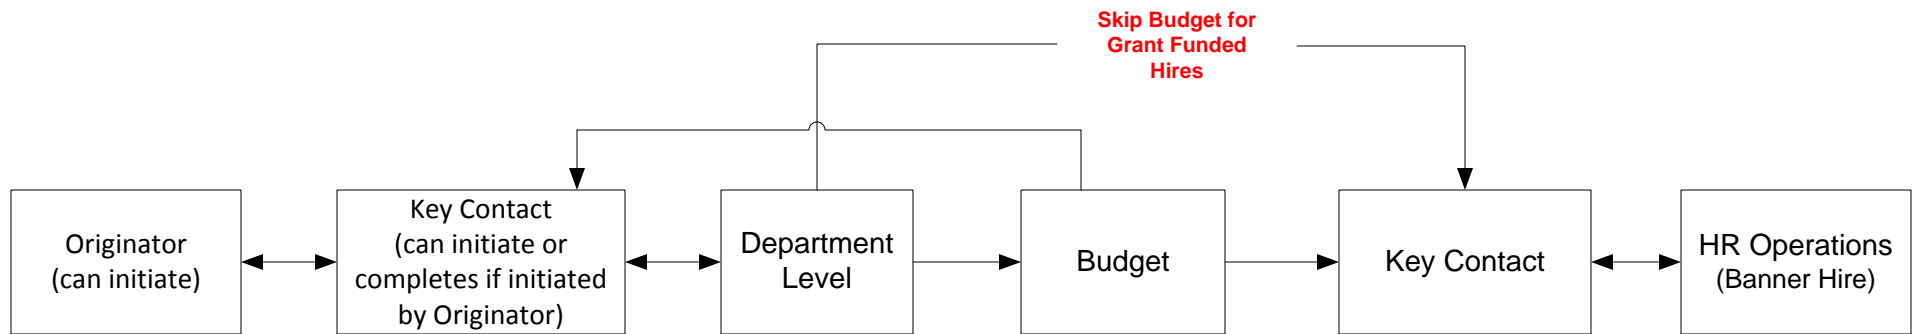 Skip Budget for
Grant Funded
Hires
Originator
(can initiate)
Key Contact
(can initiate or
completes if initiated
by Originator)
Department
Level
Budget
Key Contact
HR Operations
(Banner Hire)